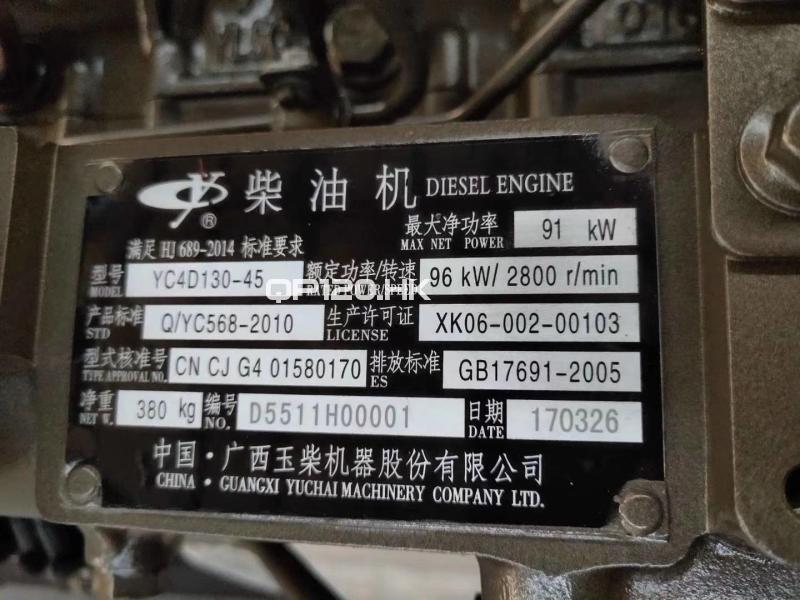 柴油机 DIESEL ENGINE
®
最大净功率 91 kW
MAX NET POWER
满足 HJ 689-2014 标准要求
型号 YC4D130-45 额定功率/转速 96 kW/ 2800 r/min
MODEL RATED POWER/SPEED
QP120.HK
产品标准 Q/YC568-2010 生产许可证 XK06-002-00103
STD LICENSE
型式核准号 CN CJ G4 01580170 排放标准 GB17691-2005
TYPE APPROVAL NO. ES
净重 380 kg 编号 D5511H00001 日期 170326
NET W. NO. DATE
中国·广西玉柴机器股份有限公司
CHINA · GUANGXI YUCHAI MACHINERY COMPANY LTD.